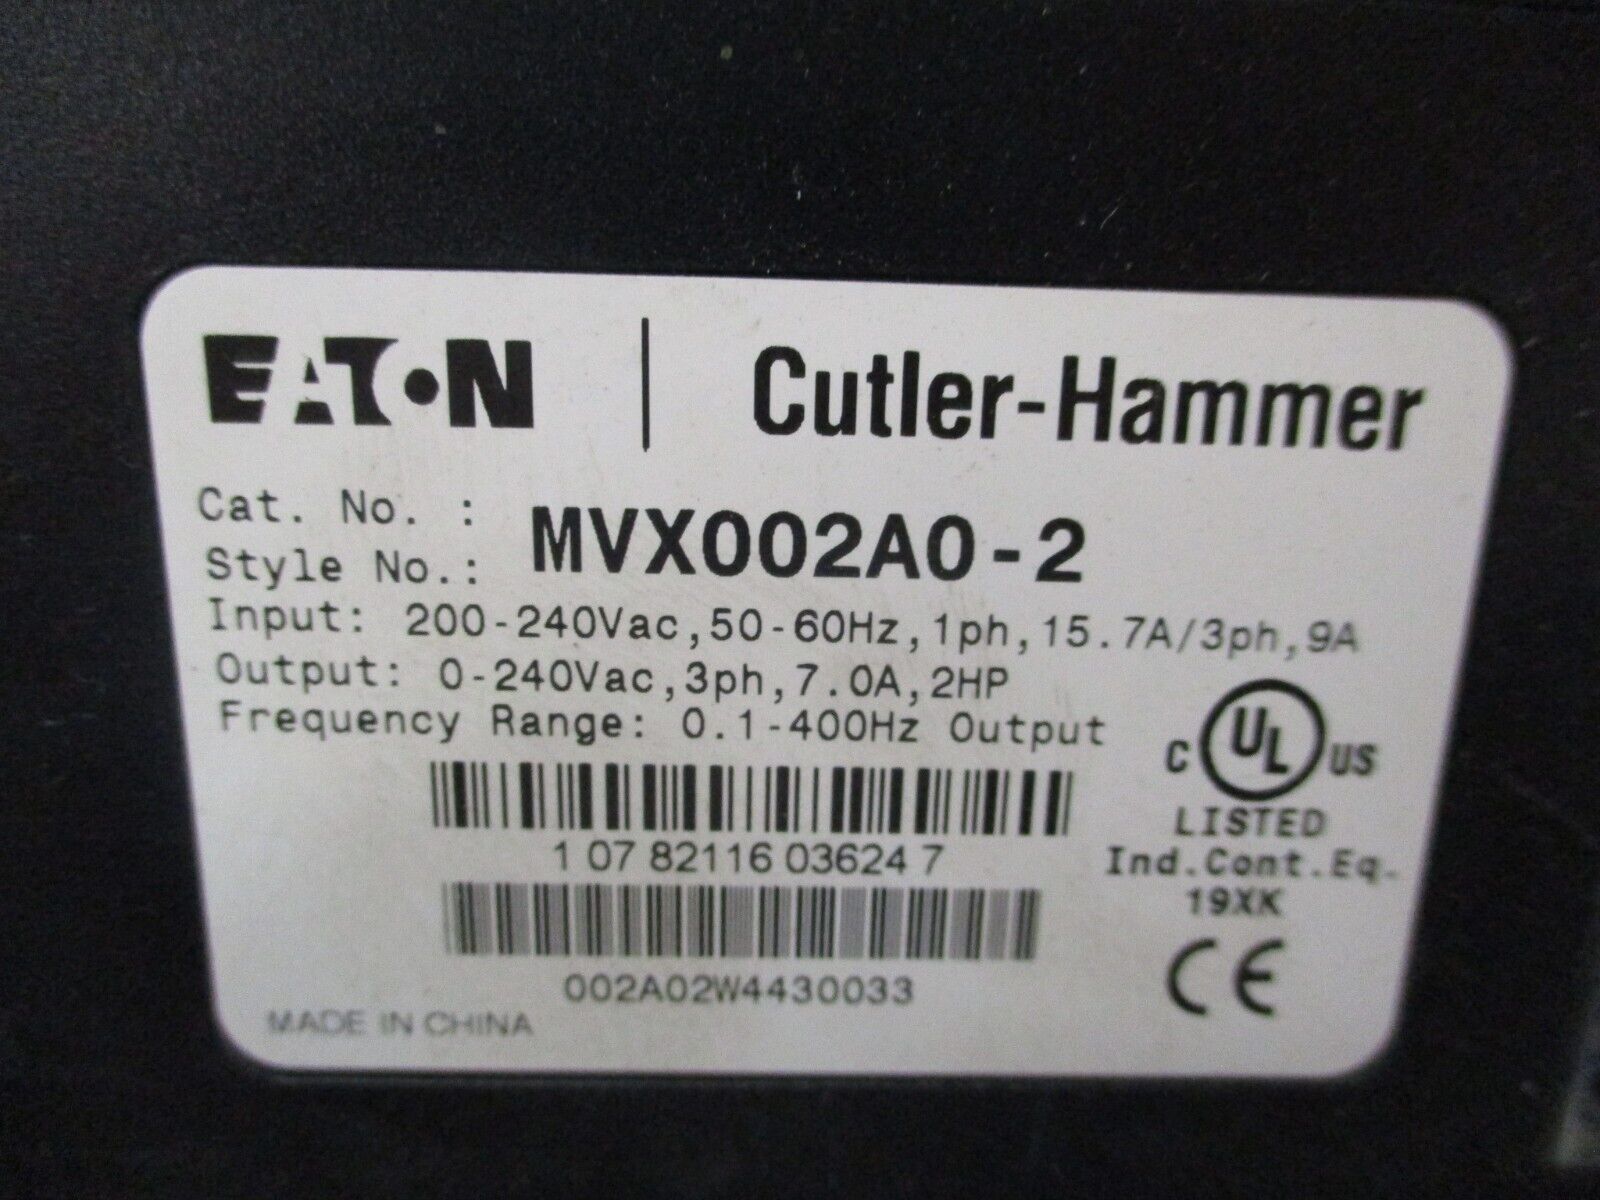 EATON | Cutler-Hammer
Cat. No. :
Style No.: MVX002A0-2
Input: 200-240Vac,50-60Hz,1ph,15.7A/3ph,9A
Output: 0-240Vac,3ph,7.0A,2HP
Frequency Range: 0.1-400Hz Output
C UL US
LISTED
1 07 82116 03624 7
Ind.Cont.Eq.
19XK
002A02W4430033
CE
MADE IN CHINA